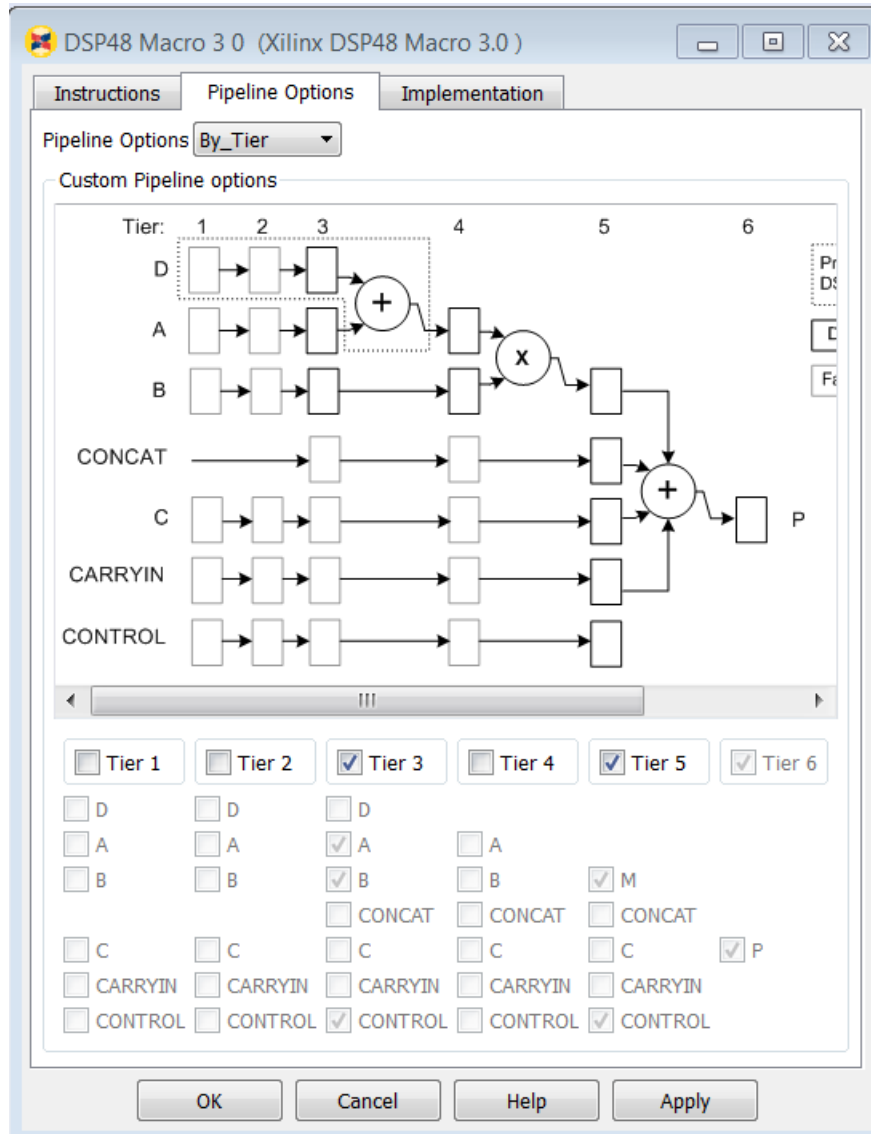 DSP48 Macro 3 0 (Xilinx DSP48 Macro 3.0 )
Instructions Pipeline Options Implementation
Pipeline Options By_Tier
Custom Pipeline options
Tier: 1 2 3 4 5 6
D +
A x
B
CONCAT
+
C P
CARRYIN
CONTROL
Tier 1 Tier 2 Tier 3 Tier 4 Tier 5 Tier 6
D D D
A A A A
B B B B M
CONCAT CONCAT CONCAT
C C C C C P
CARRYIN CARRYIN CARRYIN CARRYIN CARRYIN
CONTROL CONTROL CONTROL CONTROL CONTROL
OK Cancel Help Apply